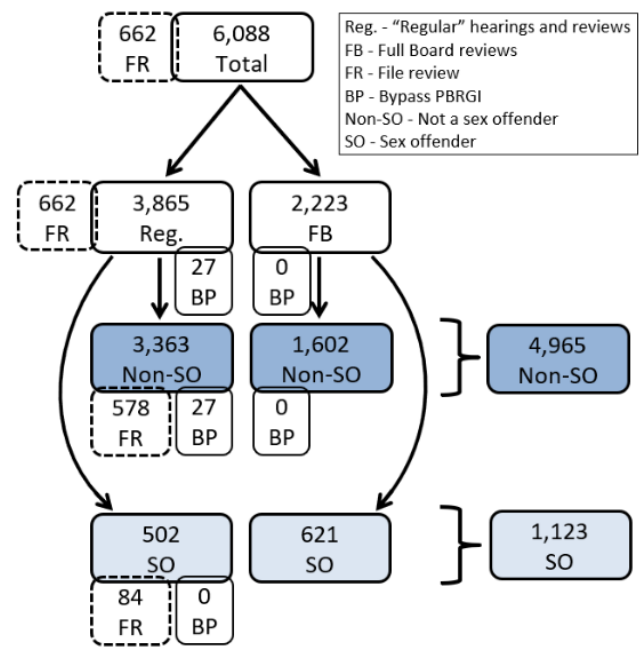 662
FR
6,088
Total
Reg. - “Regular” hearings and reviews
FB - Full Board reviews
FR - File review
BP - Bypass PBRGI
Non-SO - Not a sex offender
SO - Sex offender
662
FR
3,865
Reg.
2,223
FB
27
BP
0
BP
3,363
Non-SO
1,602
Non-SO
4,965
Non-SO
578
FR
27
BP
0
BP
502
SO
621
SO
1,123
SO
84
FR
0
BP